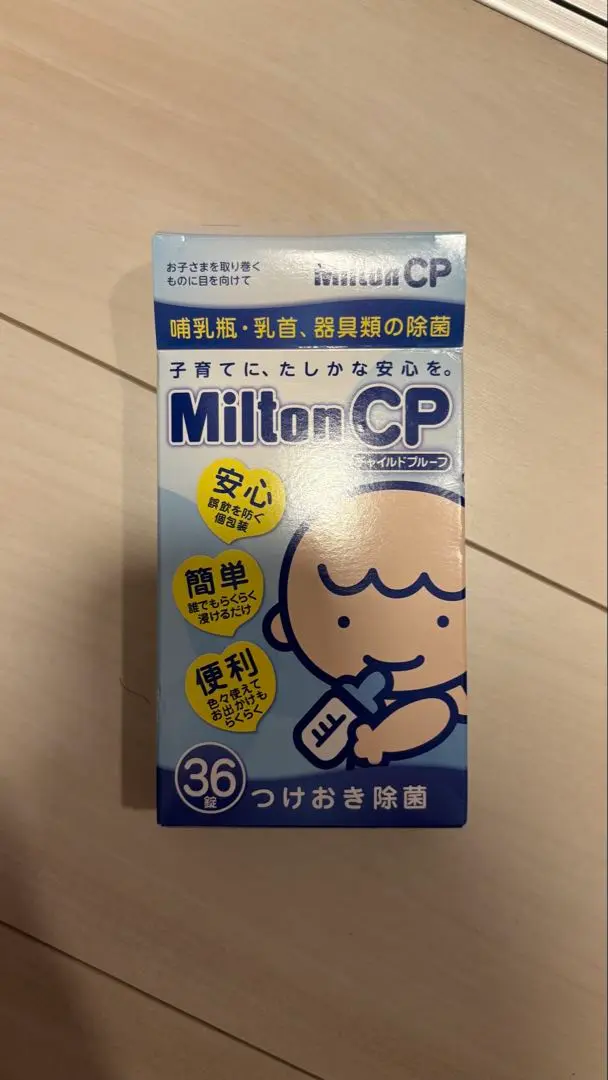 お子さまを取り巻く
ものに目を向けて
Milton CP
哺乳瓶・乳首、器具類の除菌
子育てに、たしかな安心を。
Milton CP
チャイルドプルーフ
安心
誤飲を防ぐ
個包装
簡単
誰でもらくらく
浸けるだけ
便利
色々使えて
お出かけも
らくらく
36
錠
つけおき除菌